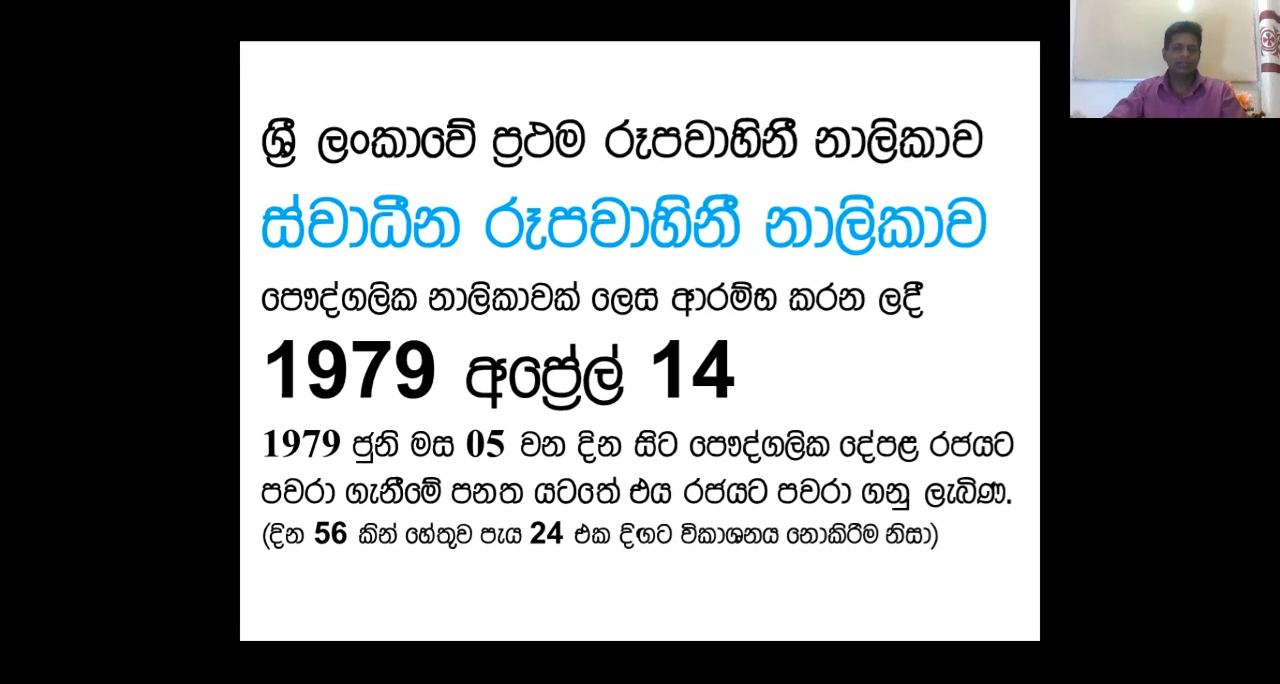 ශ්‍රී ලංකාවේ ප්‍රථම රූපවාහිනී නාලිකාව
ස්වාධීන රූපවාහිනී නාලිකාව
පෞද්ගලික නාලිකාවක් ලෙස ආරම්භ කරන ලදී
1979 අප්‍රේල් 14
1979 ජුනි මස 05 වන දින සිට පෞද්ගලික දේපළ රජයට
පවරා ගැනීමේ පනත යටතේ එය රජයට පවරා ගනු ලැබිණ.
(දින 56 කින් හේතුව පැය 24 එක දිගට විකාශනය නොකිරීම නිසා)